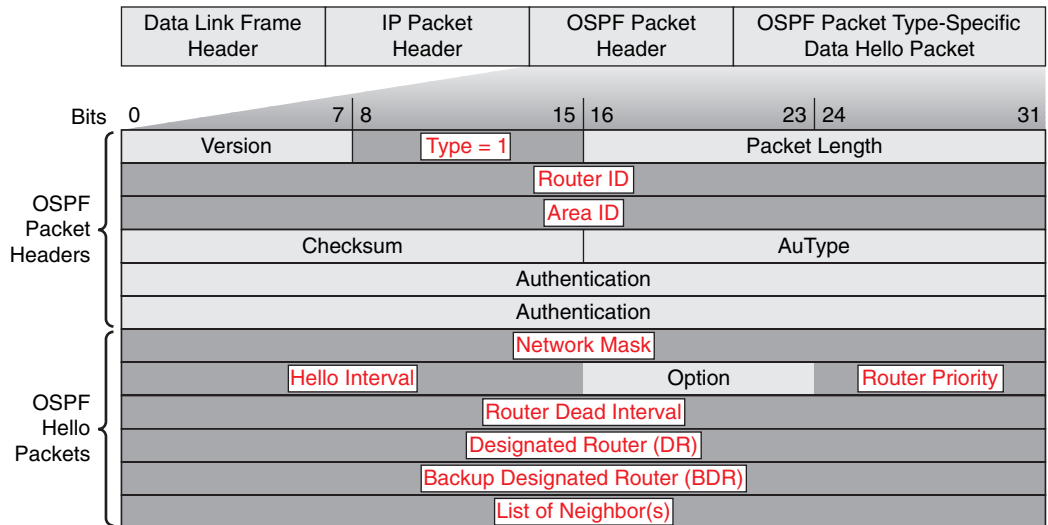 Data Link Frame Header
IP Packet Header
OSPF Packet Header
OSPF Packet Type-Specific Data Hello Packet
Bits 0 7 8 15 16 23 24 31
OSPF Packet Headers
Version Type = 1 Packet Length
Router ID
Area ID
Checksum AuType
Authentication
Authentication
OSPF Hello Packets
Network Mask
Hello Interval Option Router Priority
Router Dead Interval
Designated Router (DR)
Backup Designated Router (BDR)
List of Neighbor(s)